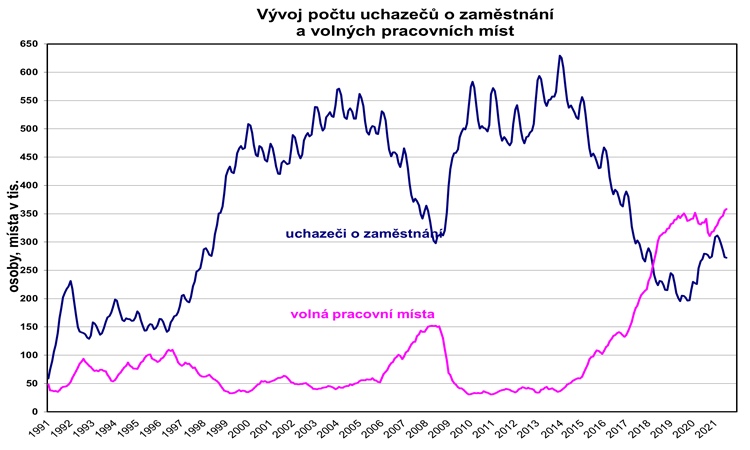 Vývoj počtu uchazečů o zaměstnání
a volných pracovních míst
osoby, místa v tis.
650
600
550
500
450
400
350
300
250
200
150
100
50
0
uchazeči o zaměstnání
volná pracovní místa
1991 1992 1993 1994 1995 1996 1997 1998 1999 2000 2001 2002 2003 2004 2005 2006 2007 2008 2009 2010 2011 2012 2013 2014 2015 2016 2017 2018 2019 2020 2021